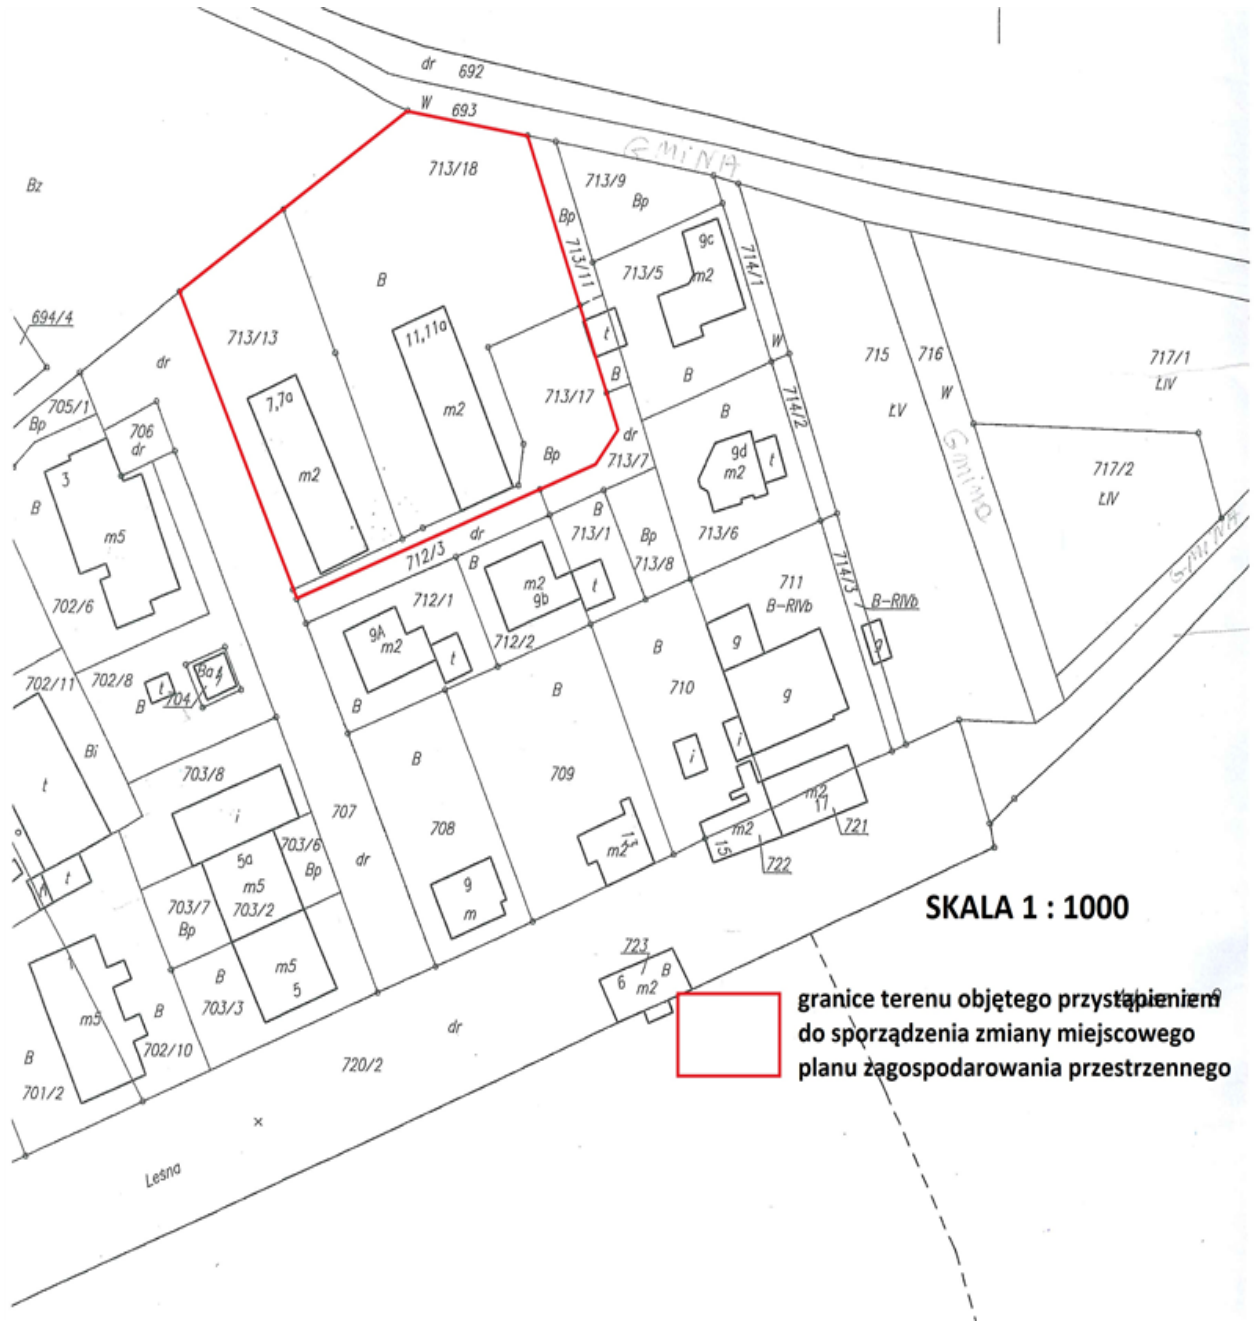 dr 692
W 693
GMINA
Bz
713/18
713/9
Bp
Bp
713/11
9c
m2
713/5
714/1
B
694/4
713/13
dr
11,11a
t
W
715
716
717/1
ŁIV
705/1
Bp
7,7a
m2
713/17
B
B
714/2
ŁV
W
706
dr
B
dr
9d
m2
t
Gmina
717/2
ŁIV
3
B
m5
m2
Bp
713/7
GMINA
dr
712/3
B
713/1
B
Bp
713/8
713/6
714/3
702/6
712/1
m2
9b
t
711
B-RIVb
B-RIVb
9A
m2
t
712/2
g
g
702/11
702/8
t
Ba
704
B
B
B
B
710
g
Bi
703/8
B
709
i
i
t
i
707
708
m2
17
721
t
5a
m5
703/2
703/6
Bp
dr
13
m2
m2
15
722
703/7
Bp
9
m
SKALA 1 : 1000
1
m5
B
703/3
m5
5
723
6
m2
B
granice terenu objętego przystąpieniem
do sporządzenia zmiany miejscowego
planu zagospodarowania przestrzennego
B
702/10
B
701/2
dr
720/2
Leśna